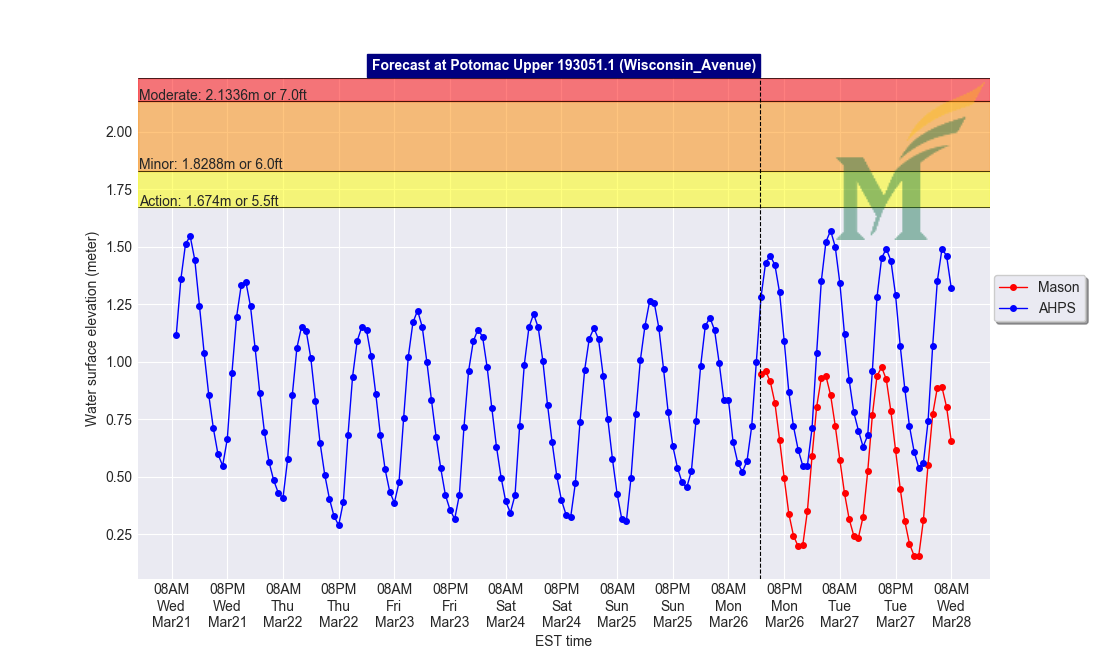 Forecast at Potomac Upper 193051.1 (Wisconsin_Avenue)
Moderate: 2.1336m or 7.0ft
Minor: 1.8288m or 6.0ft
Action: 1.674m or 5.5ft
2.00
1.75
1.50
1.25
1.00
0.75
0.50
0.25
Water surface elevation (meter)
M
Mason
AHPS
08AM 08PM 08AM 08PM 08AM 08PM 08AM 08PM 08AM 08PM 08AM 08PM 08AM 08PM 08AM
Wed Wed Thu Thu Fri Fri Sat Sat Sun Sun Mon Mon Tue Tue Wed
Mar21 Mar21 Mar22 Mar22 Mar23 Mar23 Mar24 Mar24 Mar25 Mar25 Mar26 Mar26 Mar27 Mar27 Mar28
EST time